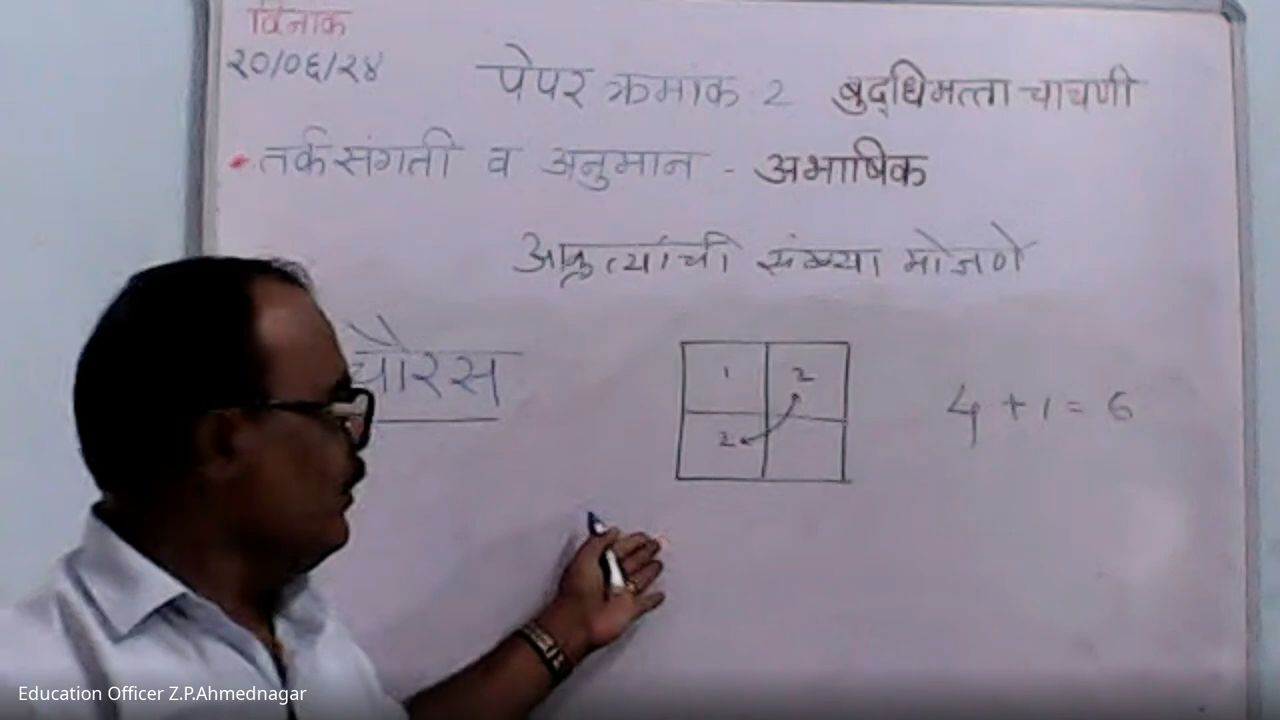 दिनांक
२०/०६/२४
पेपर क्रमांक 2 बुद्धिमत्ता चाचणी
* तर्कसंगती व अनुमान - अभाषिक
आकृत्यांची संख्या मोजणे
चौरस
1 2
2
4 + 1 = 6
Education Officer Z.P.Ahmednagar